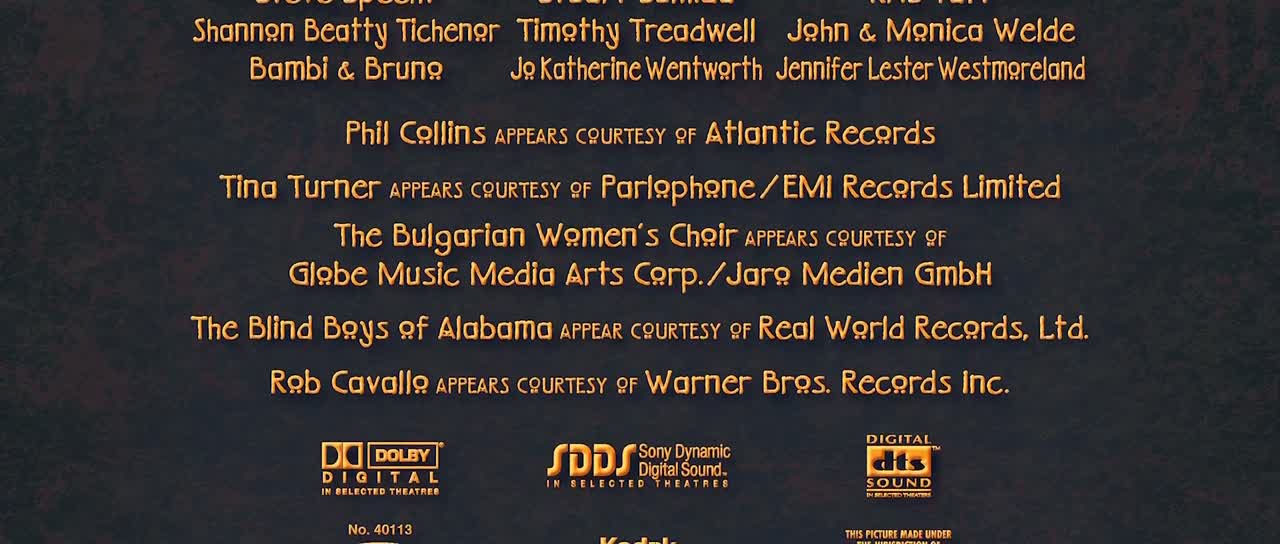 Shannon Beatty Tichenor Timothy Treadwell John & Monica Welde
Bambi & Bruno Jo Katherine Wentworth Jennifer Lester Westmoreland
Phil Collins APPEARS COURTESY OF Atlantic Records
Tina Turner APPEARS COURTESY OF Parlophone/EMI Records Limited
The Bulgarian Women's Choir APPEARS COURTESY OF
Globe Music Media Arts Corp./Jaro Medien GmbH
The Blind Boys of Alabama APPEAR COURTESY OF Real World Records, Ltd.
Rob Cavallo APPEARS COURTESY OF Warner Bros. Records Inc.
DOLBY
DIGITAL
IN SELECTED THEATRES
SDDS Sony Dynamic
Digital Sound™
IN SELECTED THEATRES
DIGITAL
dts™
SOUND
IN SELECTED THEATERS
No. 40113
Kodak
THIS PICTURE MADE UNDER